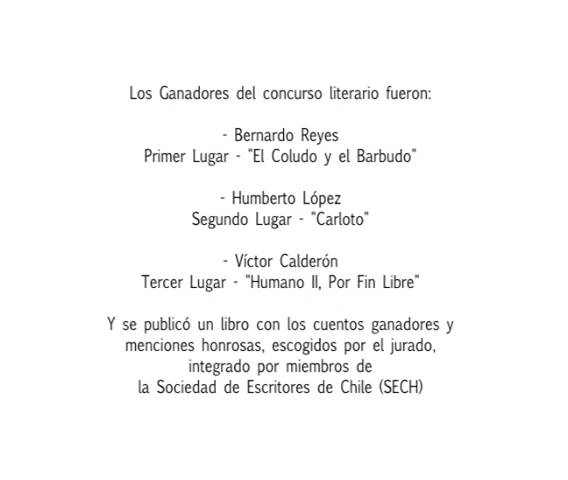 Los Ganadores del concurso literario fueron:
- Bernardo Reyes
Primer Lugar - "El Coludo y el Barbudo"
- Humberto López
Segundo Lugar - "Carloto"
- Víctor Calderón
Tercer Lugar - "Humano II, Por Fin Libre"
Y se publicó un libro con los cuentos ganadores y
menciones honrosas, escogidos por el jurado,
integrado por miembros de
la Sociedad de Escritores de Chile (SECH)